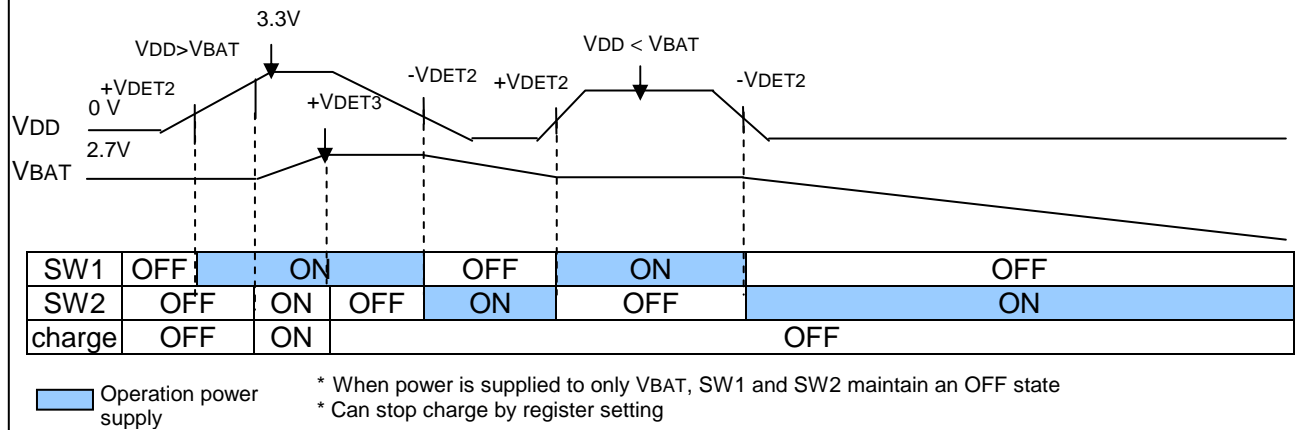 3.3V
VDD>VBAT
VDD < VBAT
+VDET2
-VDET2
+VDET2
-VDET2
0 V
+VDET3
VDD
2.7V
VBAT
SW1 OFF ON OFF ON OFF
SW2 OFF ON OFF ON OFF ON
charge OFF ON OFF
Operation power
supply
* When power is supplied to only VBAT, SW1 and SW2 maintain an OFF state
* Can stop charge by register setting